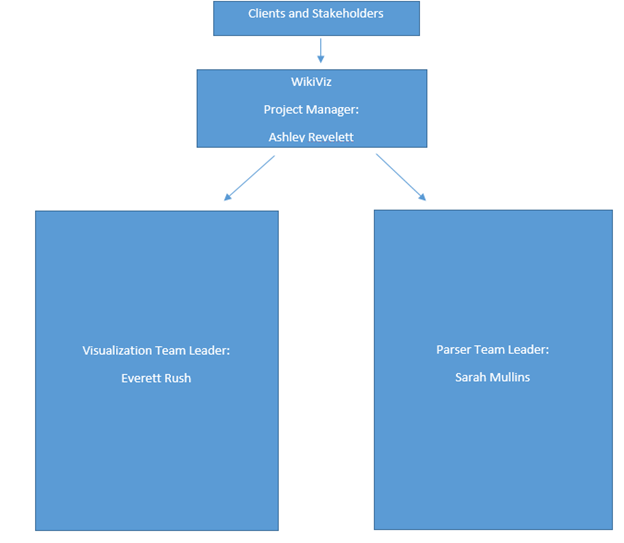 Clients and Stakeholders
WikiViz
Project Manager:
Ashley Revelett
Visualization Team Leader:
Everett Rush
Parser Team Leader:
Sarah Mullins